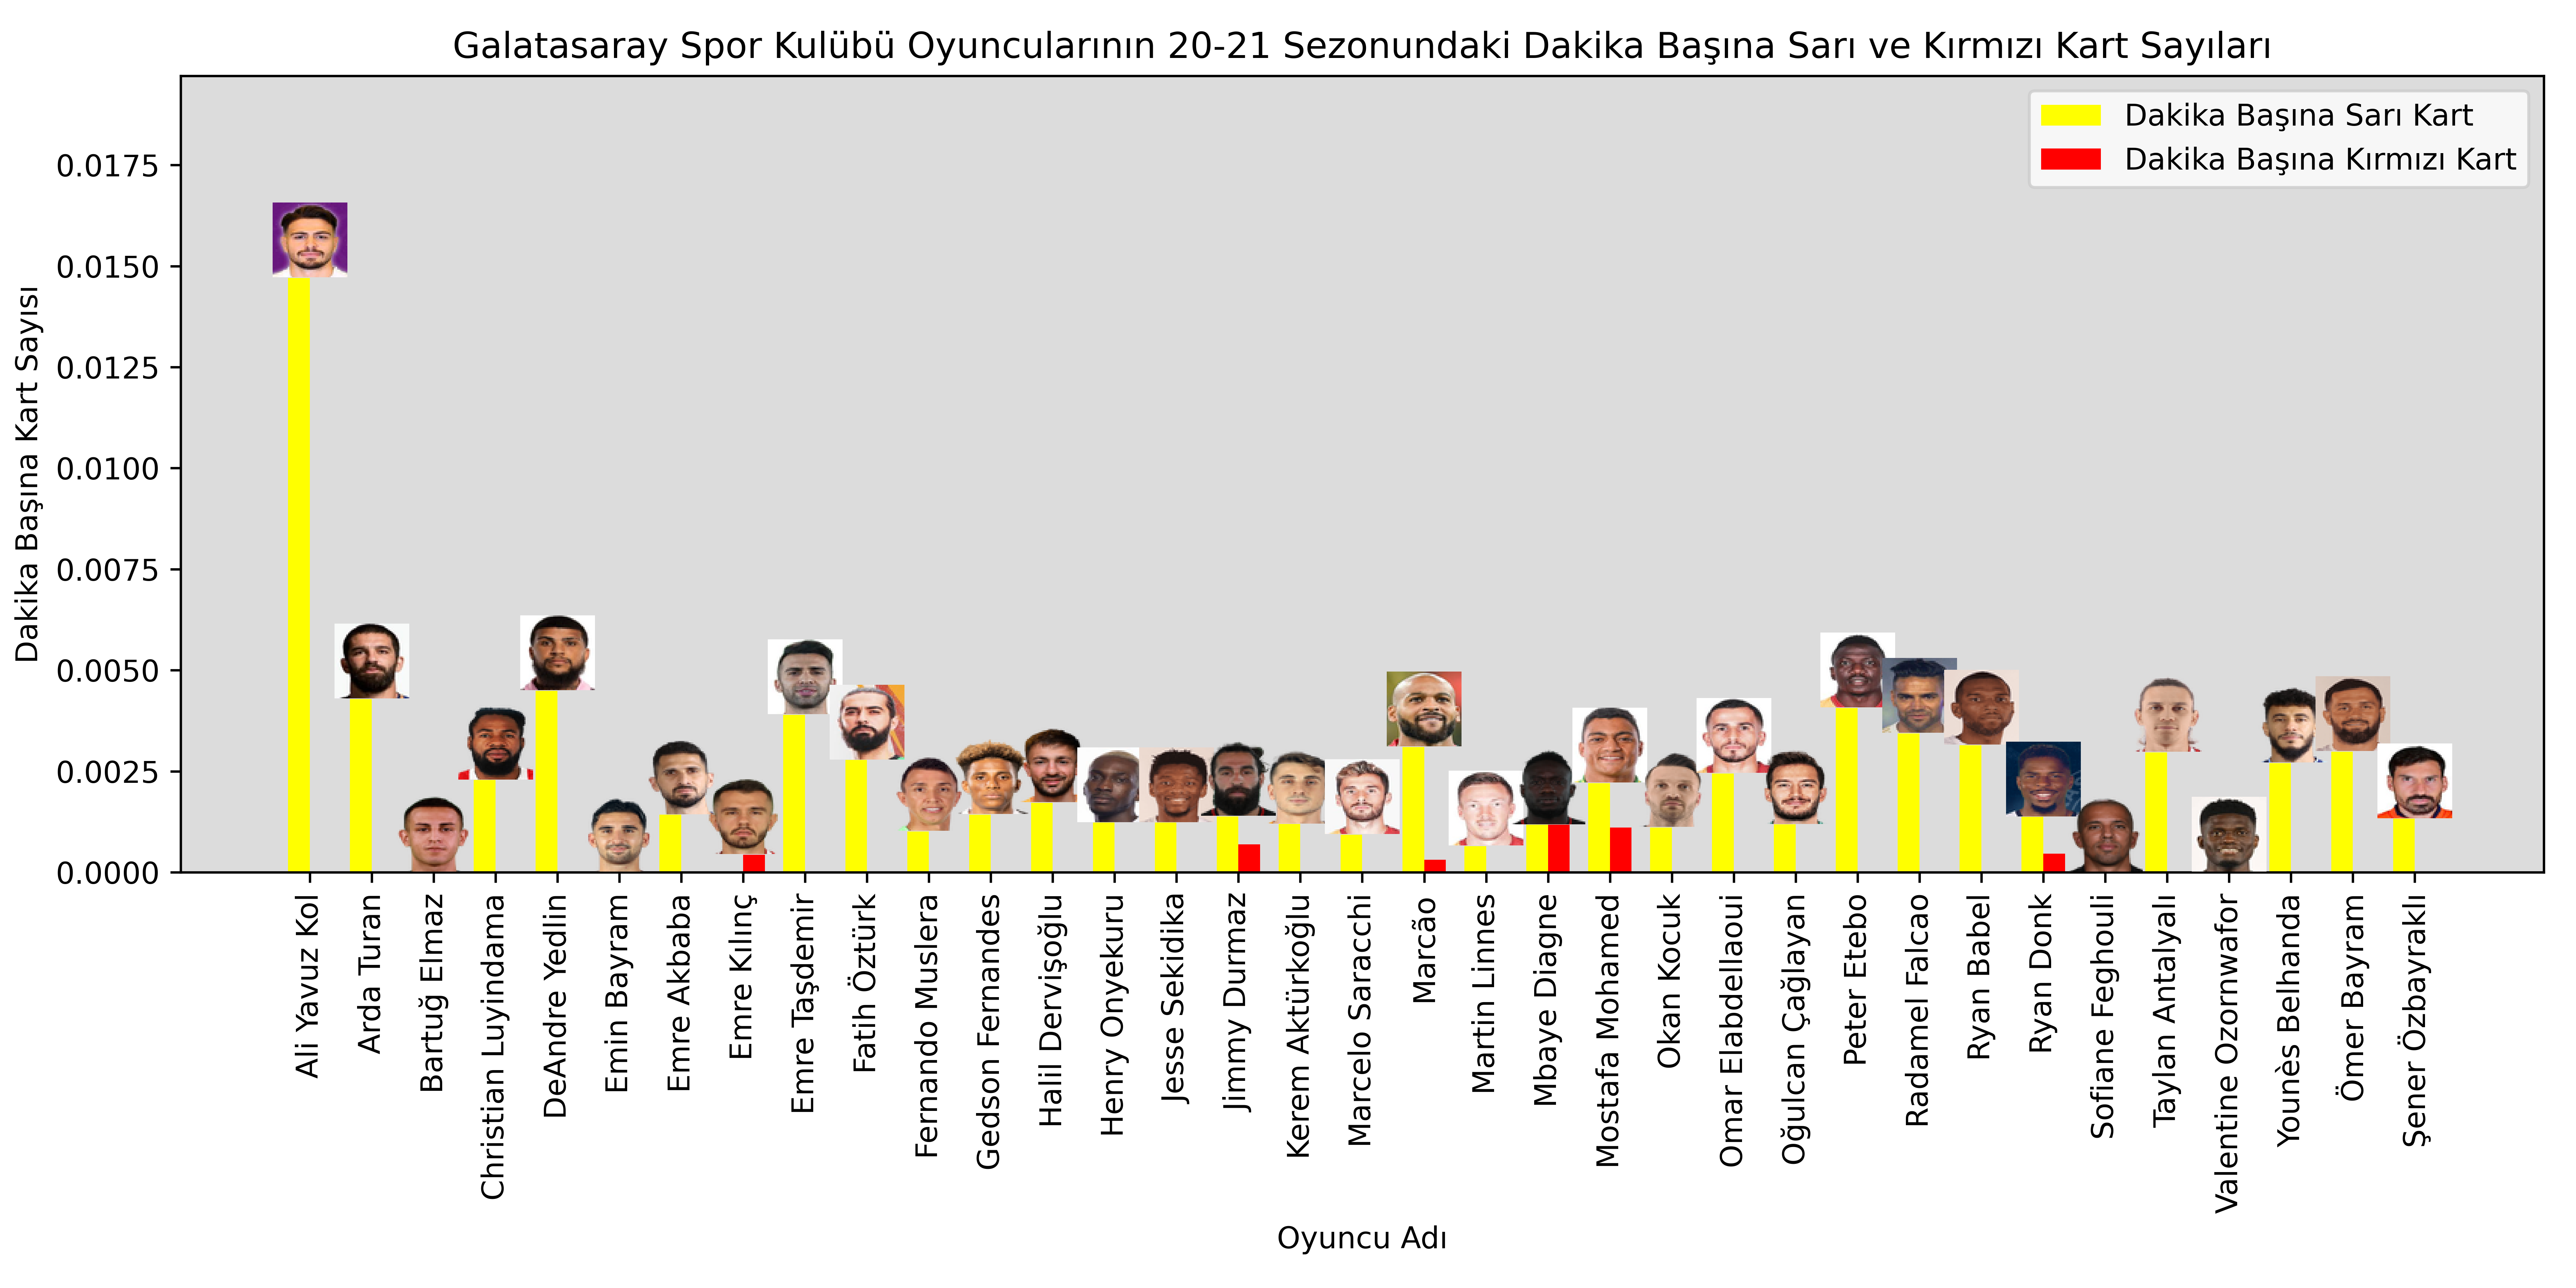 Galatasaray Spor Kulübü Oyuncularının 20-21 Sezonundaki Dakika Başına Sarı ve Kırmızı Kart Sayıları
Dakika Başına Sarı Kart
Dakika Başına Kırmızı Kart
Dakika Başına Kart Sayısı
0.0175
0.0150
0.0125
0.0100
0.0075
0.0050
0.0025
0.0000
Ali Yavuz Kol
Arda Turan
Bartuğ Elmaz
Christian Luyindama
DeAndre Yedlin
Emin Bayram
Emre Akbaba
Emre Kılınç
Emre Taşdemir
Fatih Öztürk
Fernando Muslera
Gedson Fernandes
Halil Dervişoğlu
Henry Onyekuru
Jesse Sekidika
Jimmy Durmaz
Kerem Aktürkoğlu
Marcelo Saracchi
Marcão
Martin Linnes
Mbaye Diagne
Mostafa Mohamed
Okan Kocuk
Omar Elabdellaoui
Oğulcan Çağlayan
Peter Etebo
Radamel Falcao
Ryan Babel
Ryan Donk
Sofiane Feghouli
Taylan Antalyalı
Valentine Ozornwafor
Younès Belhanda
Ömer Bayram
Şener Özbayraklı
Oyuncu Adı